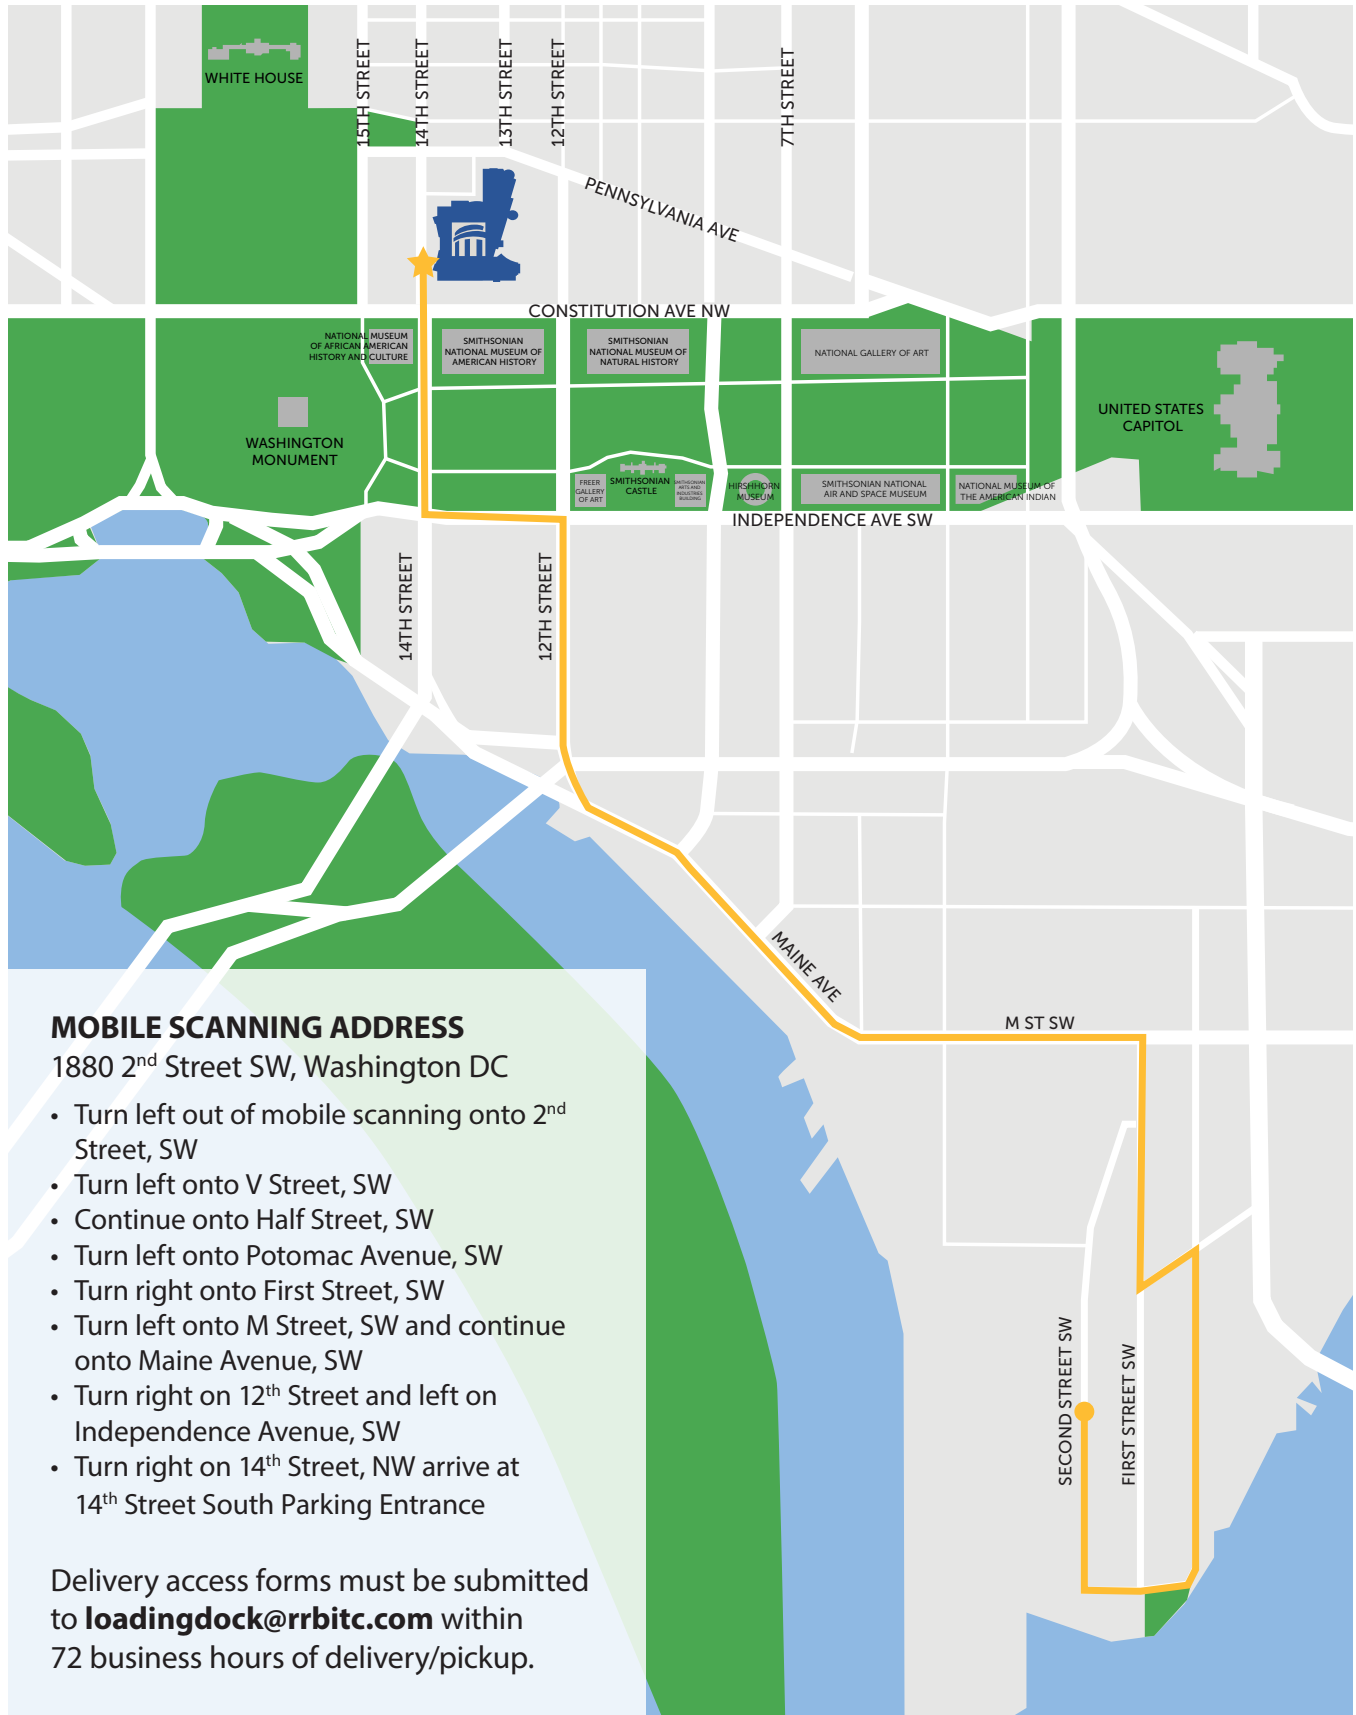 WHITE HOUSE
15TH STREET
14TH STREET
13TH STREET
12TH STREET
7TH STREET
PENNSYLVANIA AVE
CONSTITUTION AVE NW
NATIONAL MUSEUM
OF AFRICAN AMERICAN
HISTORY AND CULTURE
SMITHSONIAN
NATIONAL MUSEUM OF
AMERICAN HISTORY
SMITHSONIAN
NATIONAL MUSEUM OF
NATURAL HISTORY
NATIONAL GALLERY OF ART
UNITED STATES
CAPITOL
WASHINGTON
MONUMENT
FREER
GALLERY
OF ART
SMITHSONIAN
CASTLE
SMITHSONIAN
ARTS AND
INDUSTRIES
BUILDING
HIRSHHORN
MUSEUM
SMITHSONIAN NATIONAL
AIR AND SPACE MUSEUM
NATIONAL MUSEUM OF
THE AMERICAN INDIAN
INDEPENDENCE AVE SW
14TH STREET
12TH STREET
MAINE AVE
M ST SW
SECOND STREET SW
FIRST STREET SW
MOBILE SCANNING ADDRESS
1880 2nd Street SW, Washington DC
• Turn left out of mobile scanning onto 2nd
Street, SW
• Turn left onto V Street, SW
• Continue onto Half Street, SW
• Turn left onto Potomac Avenue, SW
• Turn right onto First Street, SW
• Turn left onto M Street, SW and continue
onto Maine Avenue, SW
• Turn right on 12th Street and left on
Independence Avenue, SW
• Turn right on 14th Street, NW arrive at
14th Street South Parking Entrance
Delivery access forms must be submitted
to loadingdock@rrbitc.com within
72 business hours of delivery/pickup.